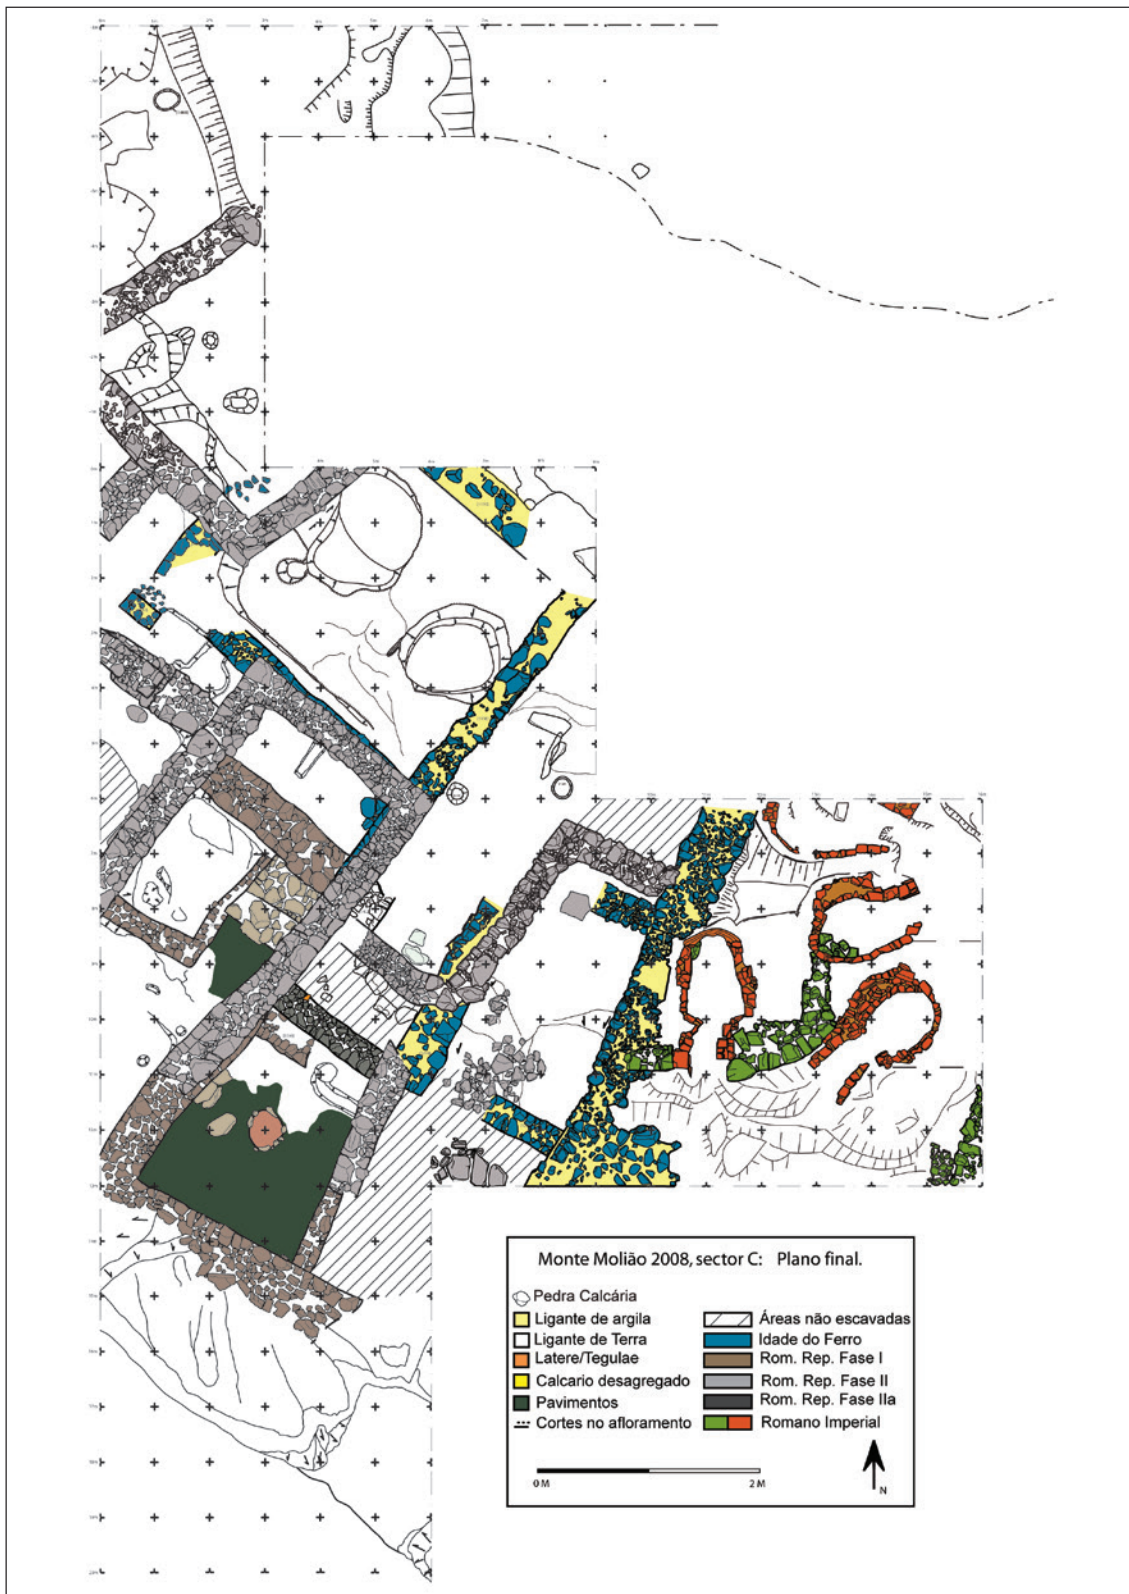 Monte Molião 2008, sector C: Plano final.
Pedra Calcária
Ligante de argila
Ligante de Terra
Latere/Tegulae
Calcario desagregado
Pavimentos
Cortes no afloramento
Áreas não escavadas
Idade do Ferro
Rom. Rep. Fase I
Rom. Rep. Fase II
Rom. Rep. Fase IIa
Romano Imperial
0 M
2 M
N